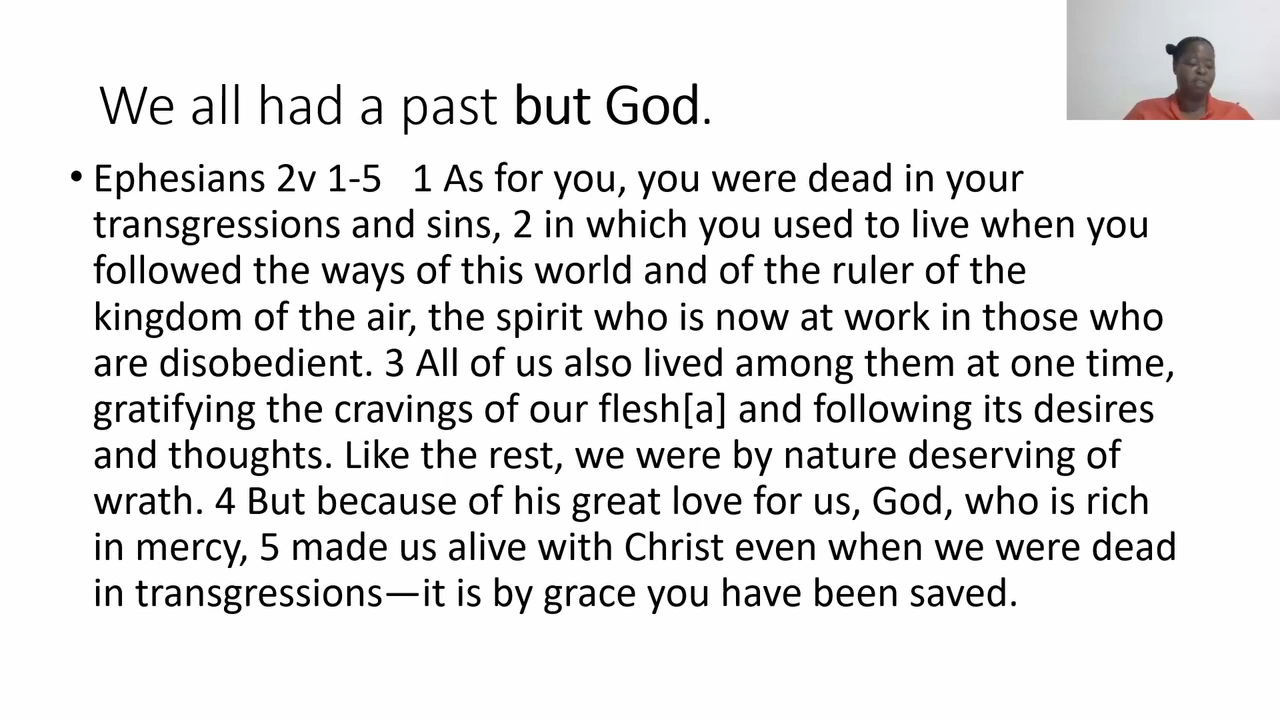 We all had a past but God.
• Ephesians 2v 1-5   1 As for you, you were dead in your
transgressions and sins, 2 in which you used to live when you
followed the ways of this world and of the ruler of the
kingdom of the air, the spirit who is now at work in those who
are disobedient. 3 All of us also lived among them at one time,
gratifying the cravings of our flesh[a] and following its desires
and thoughts. Like the rest, we were by nature deserving of
wrath. 4 But because of his great love for us, God, who is rich
in mercy, 5 made us alive with Christ even when we were dead
in transgressions—it is by grace you have been saved.